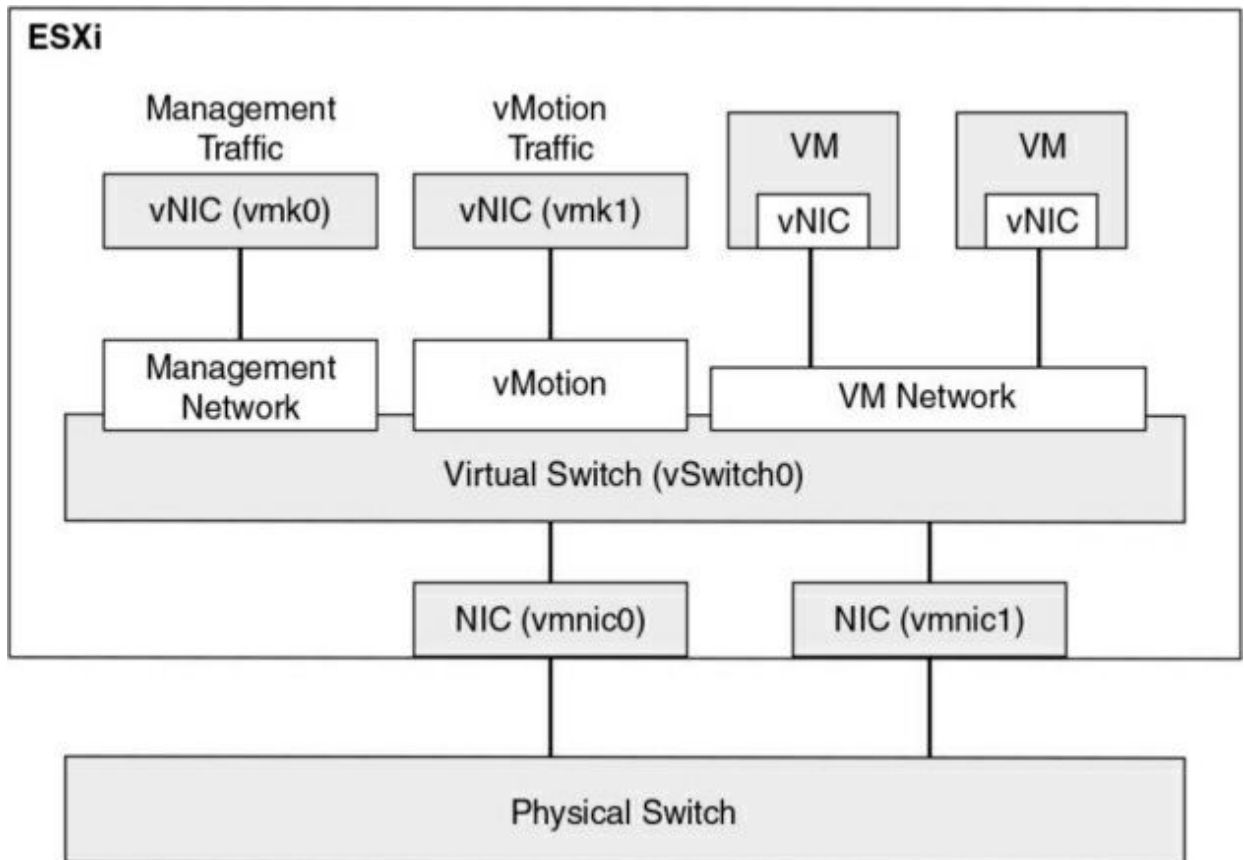 ESXi
Management
Traffic
vMotion
Traffic
VM
VM
vNIC (vmk0)
vNIC (vmk1)
vNIC
vNIC
Management
Network
vMotion
VM Network
Virtual Switch (vSwitch0)
NIC (vmnic0)
NIC (vmnic1)
Physical Switch